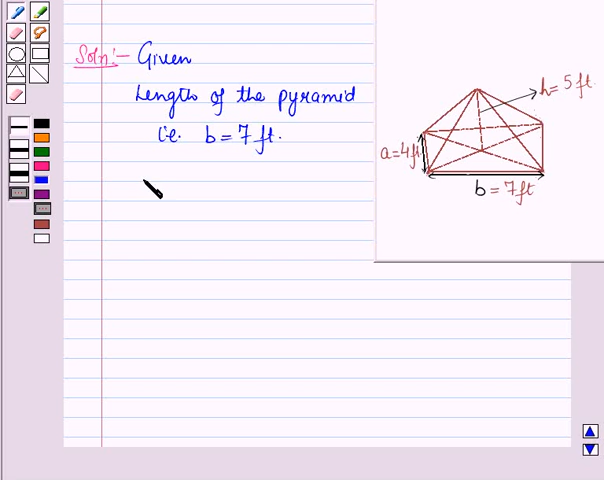 Soln:- Given
Length of the pyramid
i.e. b = 7 ft.
h = 5 ft
a = 4 ft
b = 7 ft